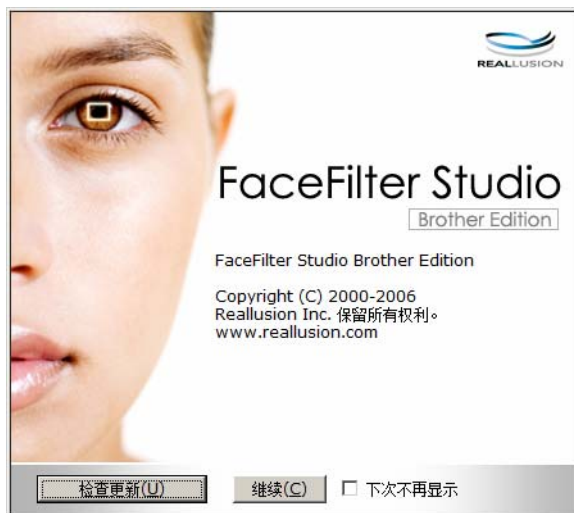 REALLUSION
FaceFilter Studio
Brother Edition
FaceFilter Studio Brother Edition
Copyright (C) 2000-2006
Reallusion Inc. 保留所有权利。
www.reallusion.com
检查更新(U) 继续(C) 下次不再显示